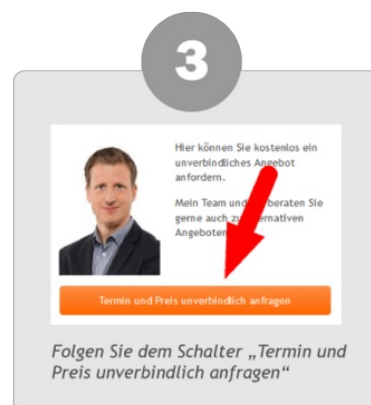 3
Hier können Sie kostenlos ein
unverbindliches Angebot
anfordern.
Mein Team und beraten Sie
gerne auch zu
Angeboten
Termin und Preis unverbindlich anfragen
Folgen Sie dem Schalter „Termin und
Preis unverbindlich anfragen“